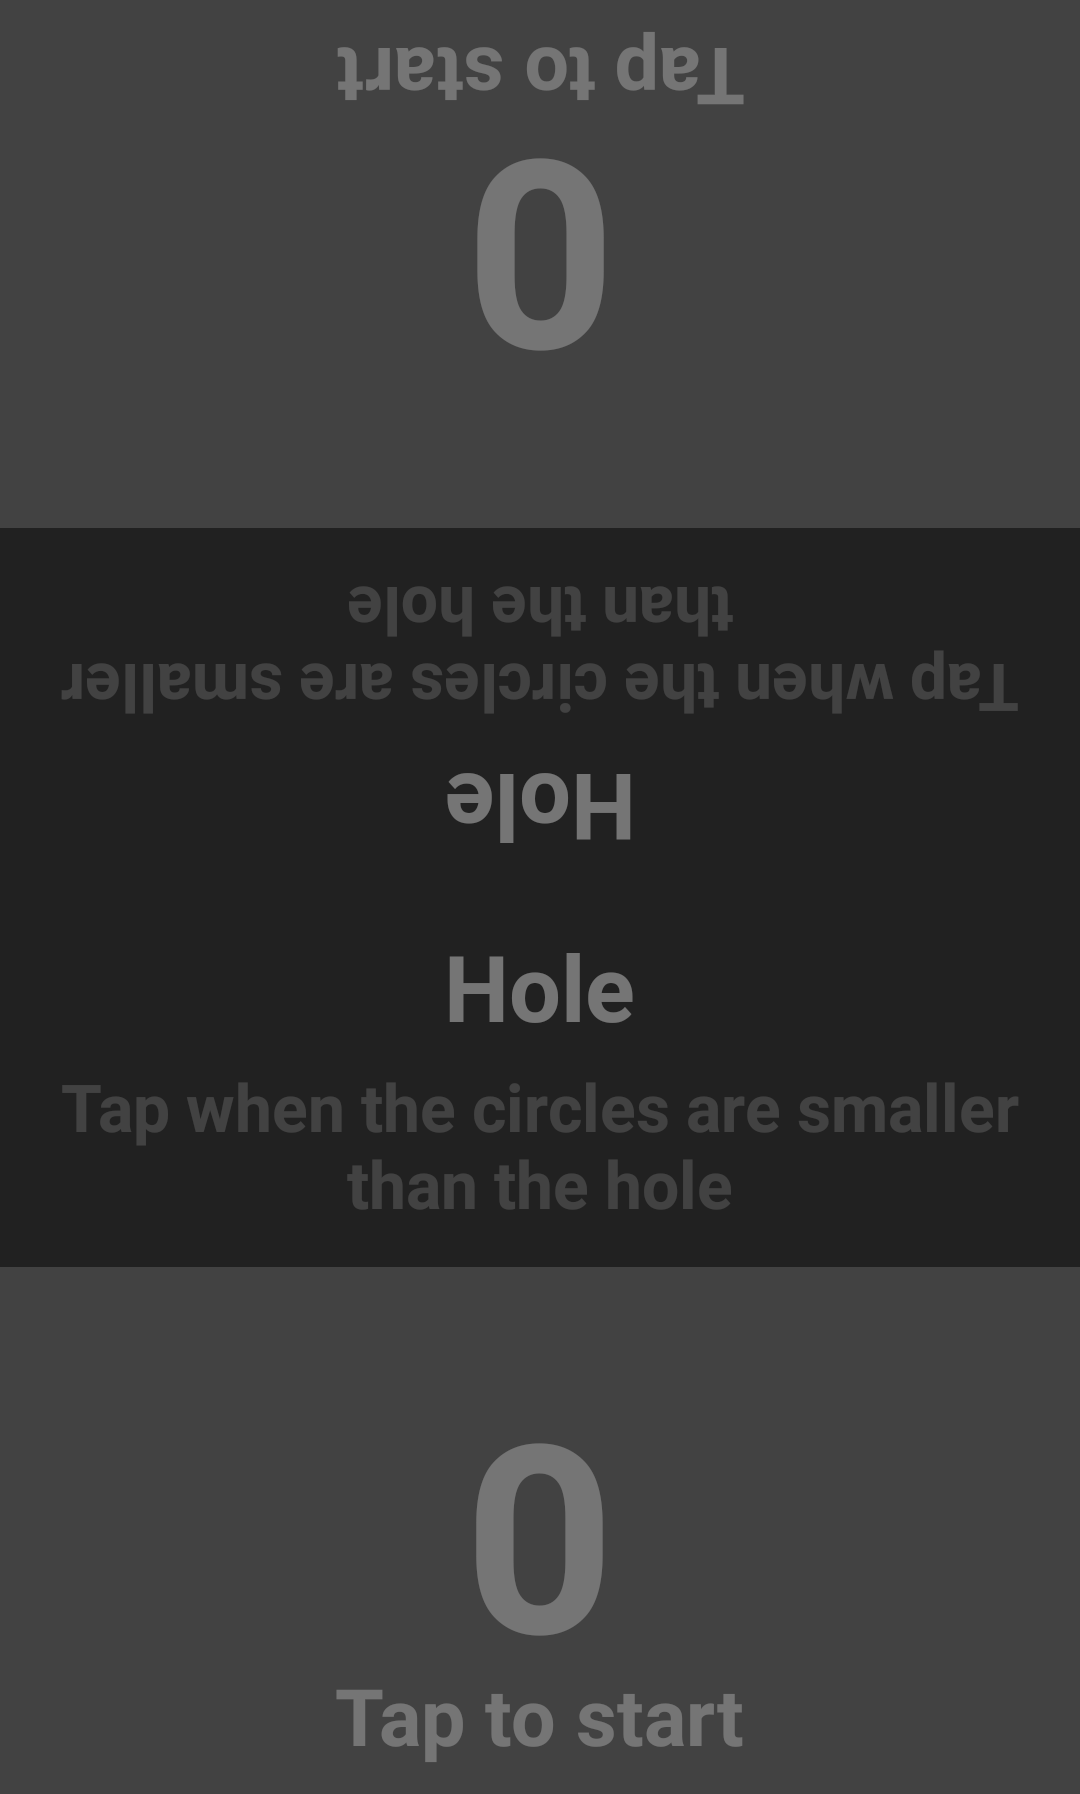 Tap to start
0
Tap when the circles are smaller
than the hole
Hole
Hole
Tap when the circles are smaller
than the hole
0
Tap to start